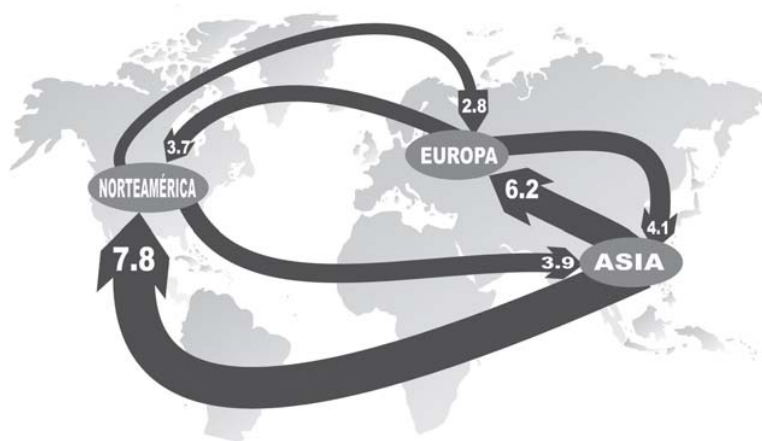 2.8
3.7
EUROPA
NORTEAMÉRICA
6.2
4.1
7.8
3.9
ASIA